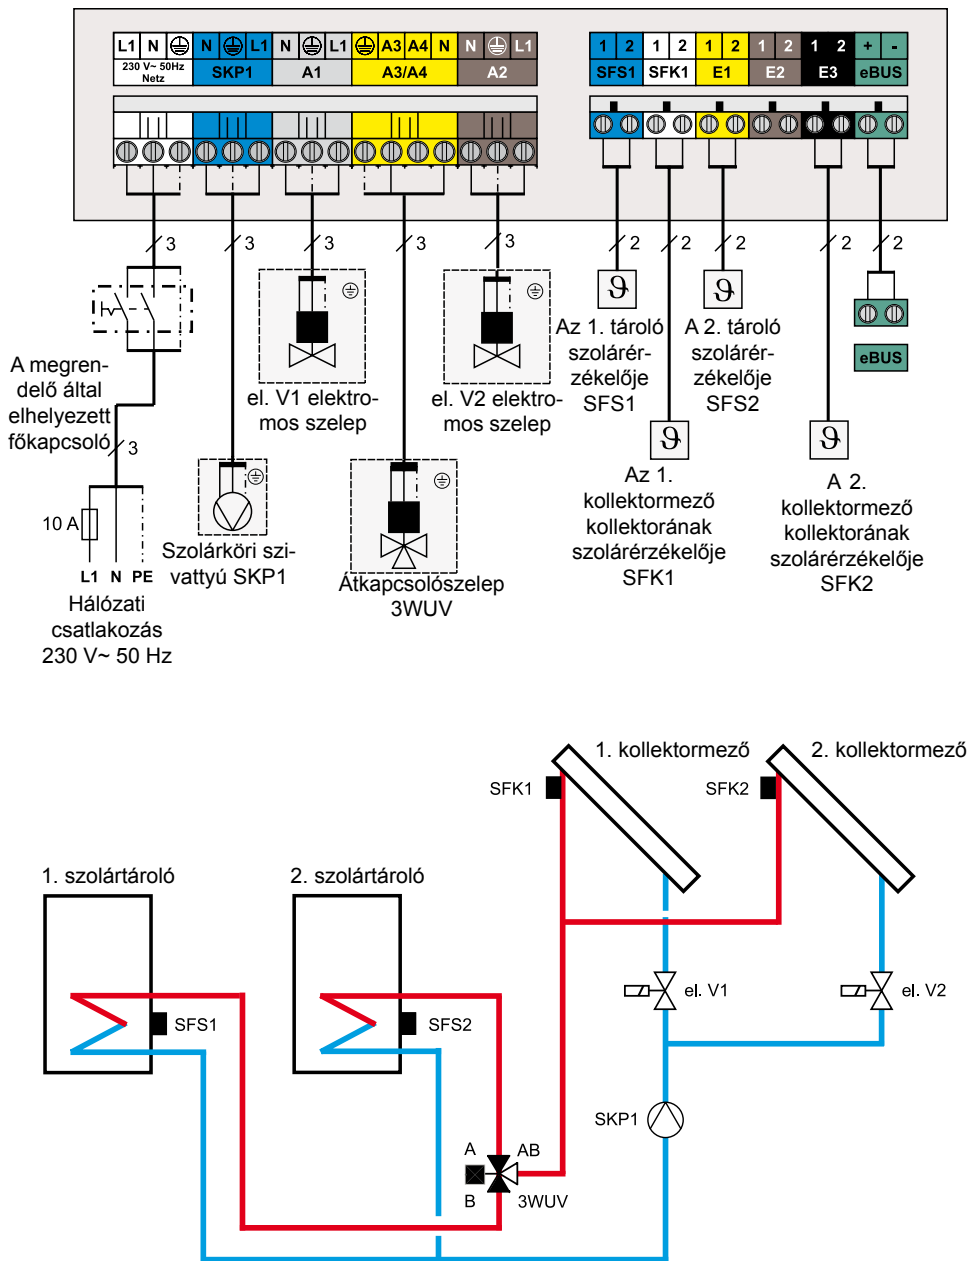 L1 N N L1 N L1 A3 A4 N N L1 1 2 1 2 1 2 1 2 1 2 + -
230 V~ 50Hz
Netz
SKP1 A1 A3/A4 A2 SFS1 SFK1 E1 E2 E3 eBUS
3 3 3 3 3 2 2 2 2 2
ϑ ϑ
A megren-
delő által
elhelyezett
főkapcsoló
3
el. V1 elektro-
mos szelep
el. V2 elektro-
mos szelep
Az 1. tároló
szolárér-
zékelője
SFS1
A 2. tároló
szolárér-
zékelője
SFS2
eBUS
ϑ ϑ
10 A
L1 N PE
Hálózati
csatlakozás
230 V~ 50 Hz
Szolárköri szi-
vattyú SKP1
Átkapcsolószelep
3WUV
Az 1.
kollektormező
kollektorának
szolárérzékelője
SFK1
A 2.
kollektormező
kollektorának
szolárérzékelője
SFK2
1. kollektormező 2. kollektormező
SFK1 SFK2
1. szolártároló 2. szolártároló
el. V1 el. V2
SFS1 SFS2
SKP1
A AB
B 3WUV